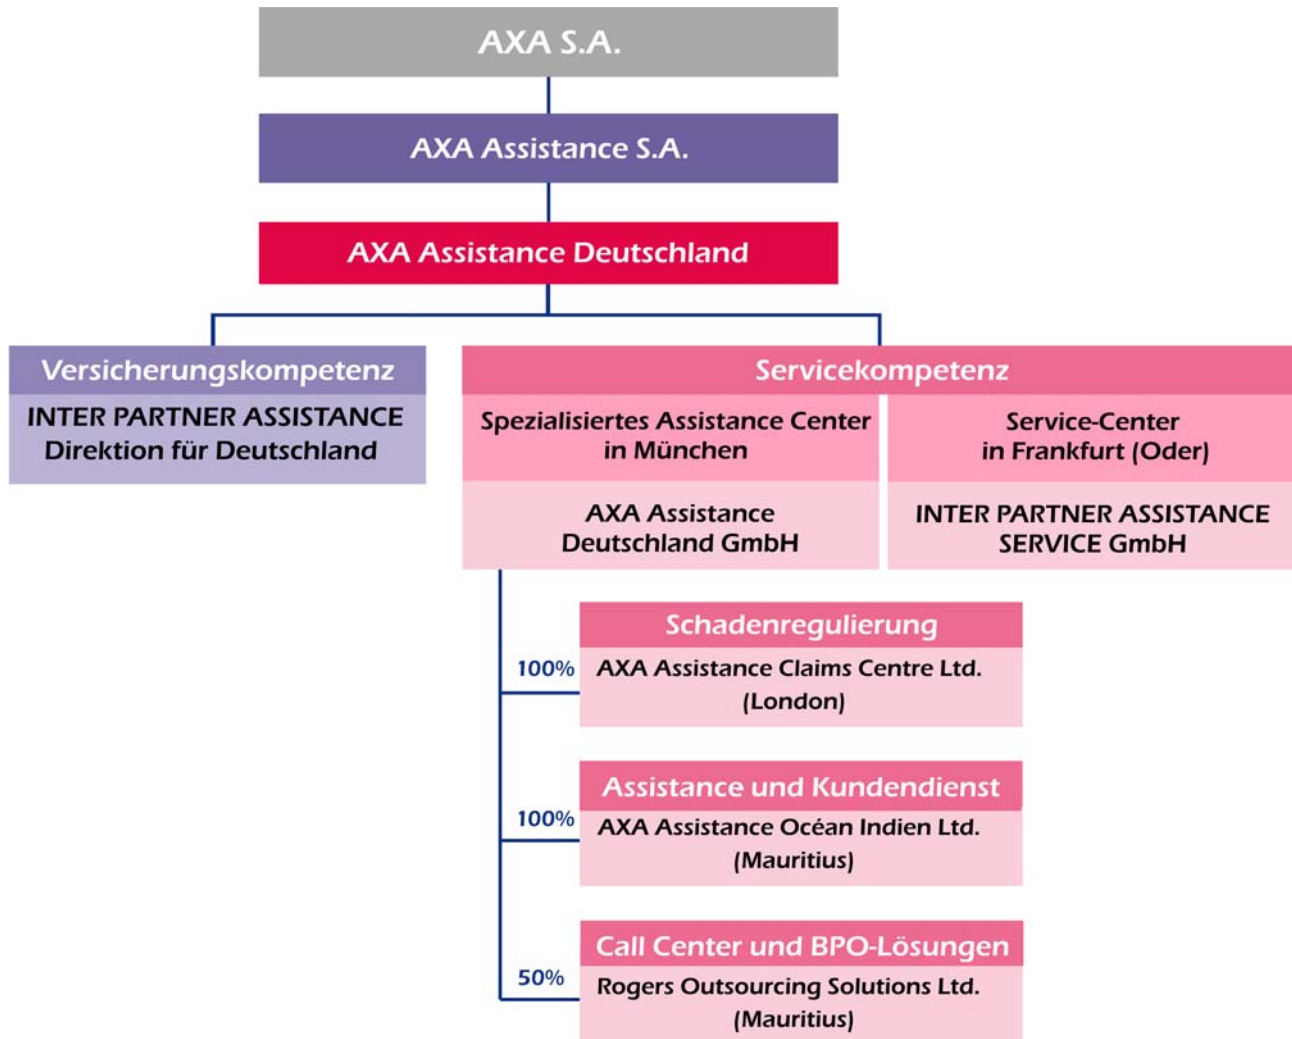 AXA S.A.
AXA Assistance S.A.
AXA Assistance Deutschland
Versicherungskompetenz
INTER PARTNER ASSISTANCE
Direktion für Deutschland
Servicekompetenz
Spezialisiertes Assistance Center
in München
AXA Assistance
Deutschland GmbH
Service-Center
in Frankfurt (Oder)
INTER PARTNER ASSISTANCE
SERVICE GmbH
100%
Schadenregulierung
AXA Assistance Claims Centre Ltd.
(London)
100%
Assistance und Kundendienst
AXA Assistance Océan Indien Ltd.
(Mauritius)
50%
Call Center und BPO-Lösungen
Rogers Outsourcing Solutions Ltd.
(Mauritius)